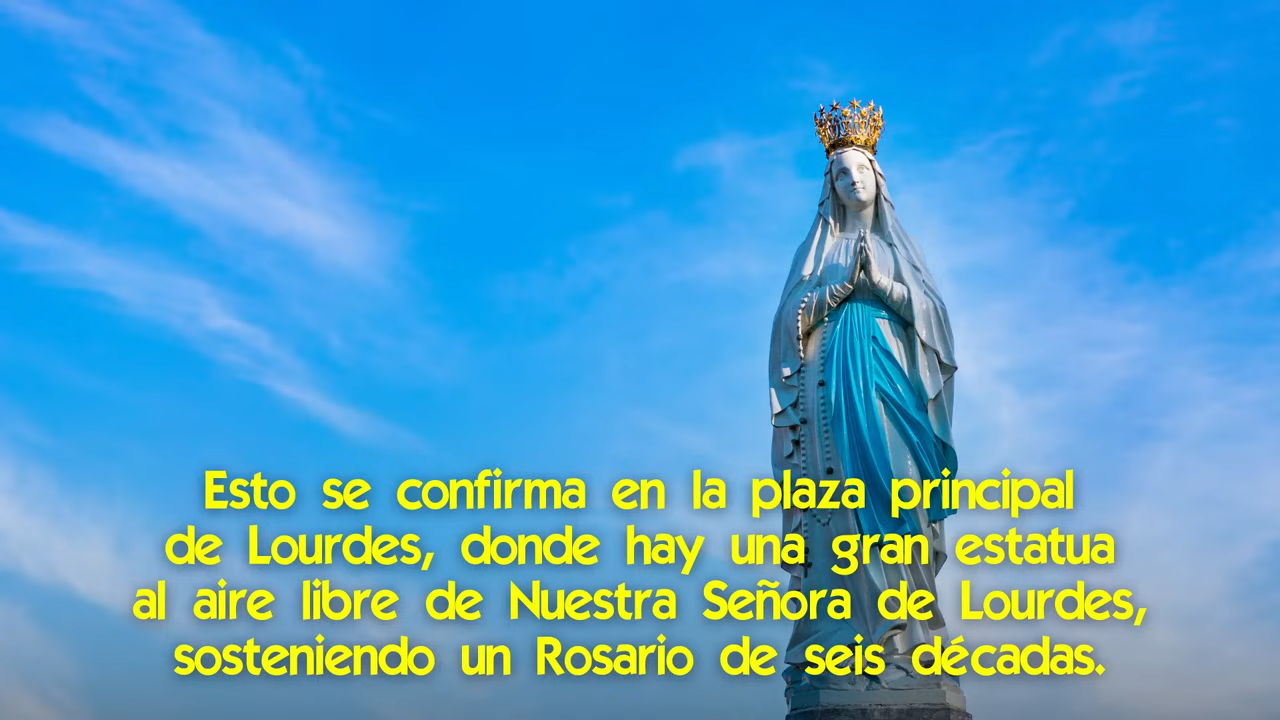 Esto se confirma en la plaza principal
de Lourdes, donde hay una gran estatua
al aire libre de Nuestra Señora de Lourdes,
sosteniendo un Rosario de seis décadas.